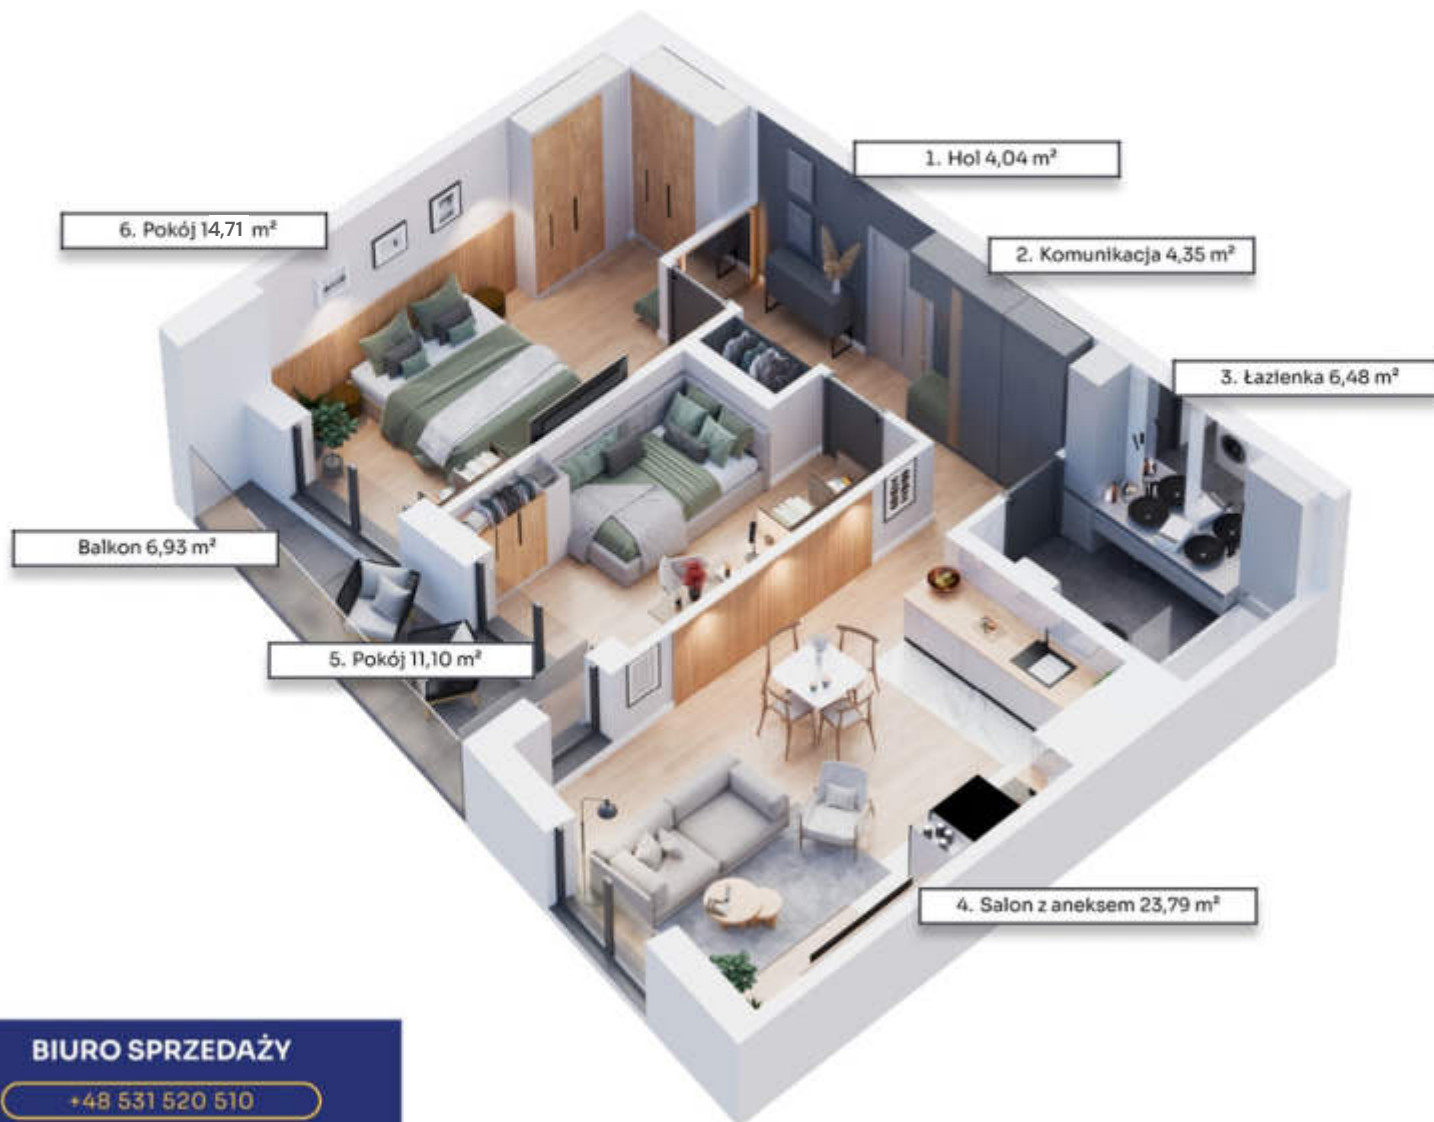 1. Hol 4,04 m²
6. Pokój 14,71 m²
2. Komunikacja 4,35 m²
3. Łazienka 6,48 m²
Balkon 6,93 m²
5. Pokój 11,10 m²
4. Salon z aneksem 23,79 m²
BIURO SPRZEDAŻY
+48 531 520 510